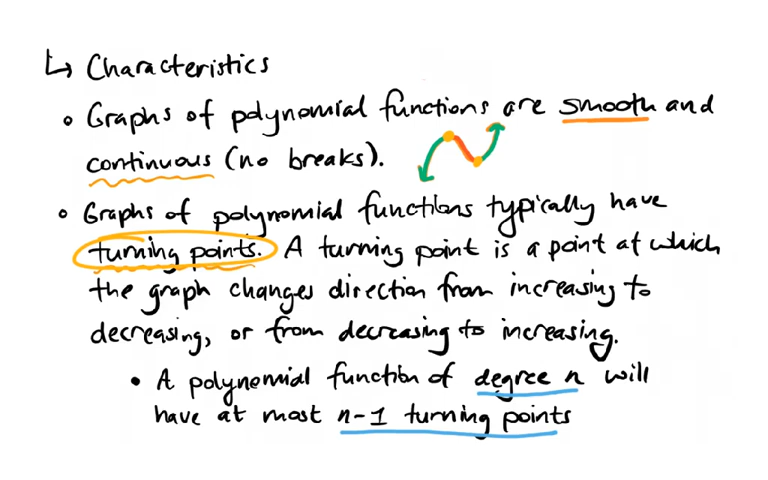 ↳ Characteristics
• Graphs of polynomial functions are smooth and
continuous (no breaks).
• Graphs of polynomial functions typically have
turning points. A turning point is a point at which
the graph changes direction from increasing to
decreasing, or from decreasing to increasing.
• A polynomial function of degree n will
have at most n-1 turning points